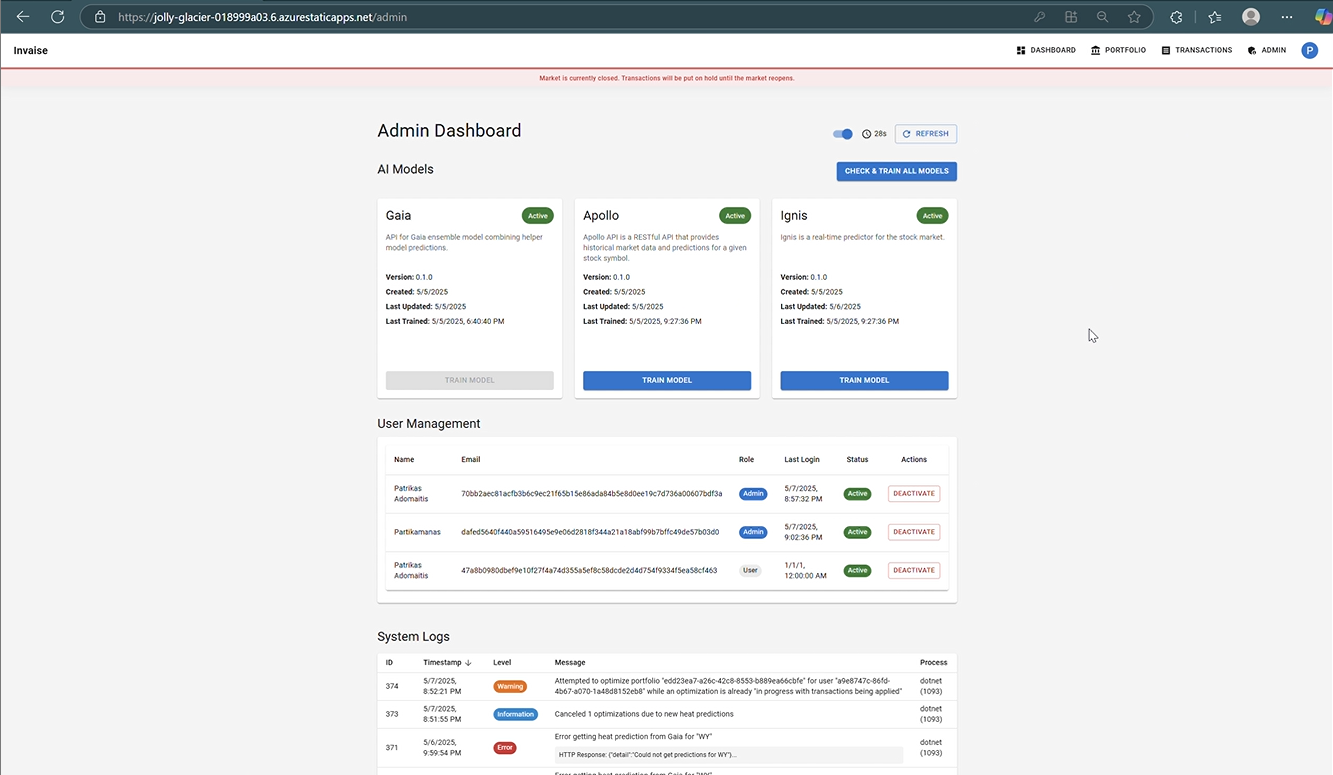 https://jolly-glacier-018999a03.6.azurestaticapps.net/admin
Invaise
DASHBOARD
PORTFOLIO
TRANSACTIONS
ADMIN
P
Market is currently closed. Transactions will be put on hold until the market reopens.
Admin Dashboard
28s
REFRESH
AI Models
CHECK & TRAIN ALL MODELS
Gaia
Active
API for Gaia ensemble model combining helper
model predictions.
Version: 0.1.0
Created: 5/5/2025
Last Updated: 5/5/2025
Last Trained: 5/5/2025, 6:40:40 PM
TRAIN MODEL
Apollo
Active
Apollo API is a RESTful API that provides
historical market data and predictions for a given
stock symbol.
Version: 0.1.0
Created: 5/5/2025
Last Updated: 5/5/2025
Last Trained: 5/5/2025, 9:27:36 PM
TRAIN MODEL
Ignis
Active
Ignis is a real-time predictor for the stock market.
Version: 0.1.0
Created: 5/5/2025
Last Updated: 5/6/2025
Last Trained: 5/5/2025, 9:27:36 PM
TRAIN MODEL
User Management
Name Email Role Last Login Status Actions
Patrikas
Adomaitis
70bb2aec81acfb3b6c9ec21f65b15e86ada84b5e8d0ee19c7d736a00607bdf3a
Admin
5/7/2025,
8:57:32 PM
Active
DEACTIVATE
Partikamanas
dafed5640f440a59516495e9e06d2818f344a21a18abf99b7bffc49de57b03d0
Admin
5/7/2025,
9:02:36 PM
Active
DEACTIVATE
Patrikas
Adomaitis
47a8b0980dbef9e10f27f4a74d355a5ef8c58dcde2d4d754f9334f5ea58cf463
User
1/1/1,
12:00:00 AM
Active
DEACTIVATE
System Logs
ID Timestamp Level Message Process
374
5/7/2025,
8:52:21 PM
Warning
Attempted to optimize portfolio "edd23ea7-a26c-42c8-8553-b889ea66cbfe" for user "a9e8747c-86fd-
4b67-a070-1a48d8152eb8" while an optimization is already "in progress with transactions being applied"
dotnet
(1093)
373
5/7/2025,
8:51:55 PM
Information
Canceled 1 optimizations due to new heat predictions
dotnet
(1093)
371
5/6/2025,
9:59:54 PM
Error
Error getting heat prediction from Gaia for "WY"
HTTP Response: {"detail":"Could not get predictions for WY"}...
dotnet
(1093)
Error getting heat prediction from Gaia for "WY"